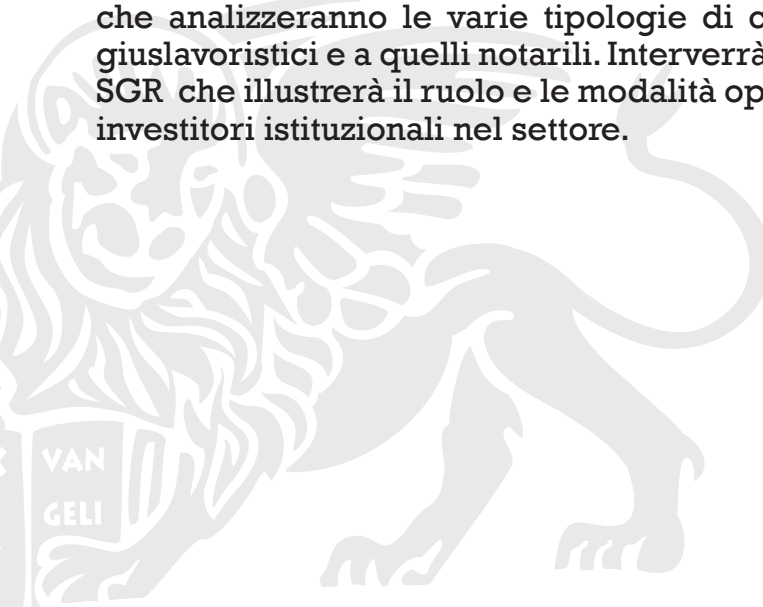 che analizzeranno le varie tipologie di
giuslavoristici e a quelli notarili. Interverrà
SGR che illustrerà il ruolo e le modalità
investitori istituzionali nel settore.
VAN
GELI